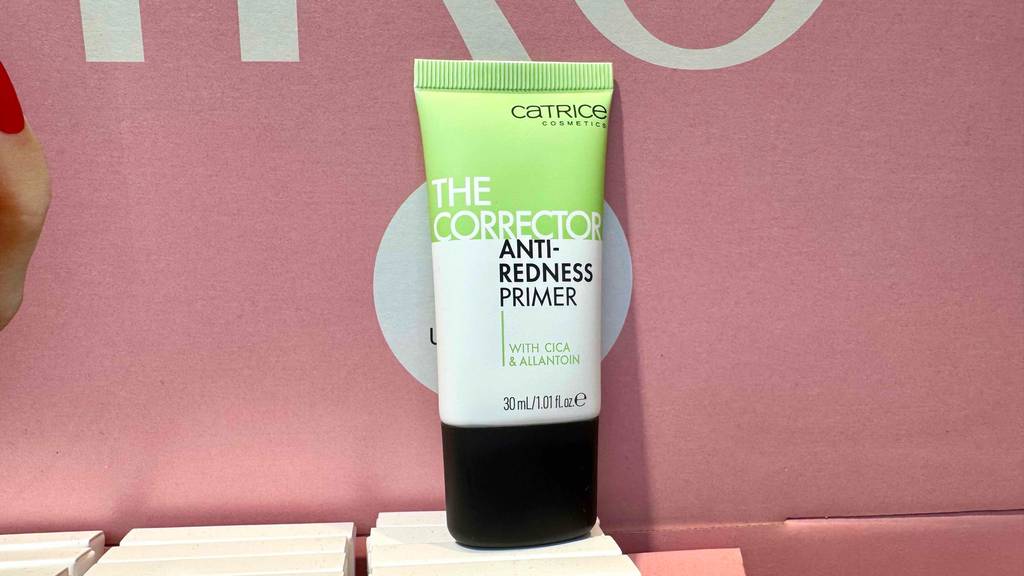 CATRICE
COSMETICS
THE
CORRECTOR
ANTI-
REDNESS
PRIMER
WITH CICA
& ALLANTOIN
30 mL/1.01 fl.oz.℮